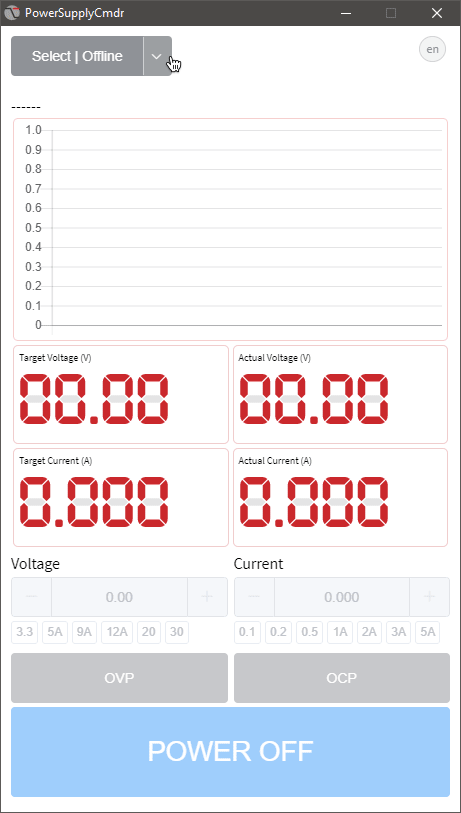 PowerSupplyCmdr
Select | Offline
en
------
1.0
0.9
0.8
0.7
0.6
0.5
0.4
0.3
0.2
0.1
0
Target Voltage (V) Actual Voltage (V)
00.00 00.00
Target Current (A) Actual Current (A)
0.000 0.000
Voltage Current
— 0.00 + — 0.000 +
3.3 5A 9A 12A 20 30 0.1 0.2 0.5 1A 2A 3A 5A
OVP OCP
POWER OFF